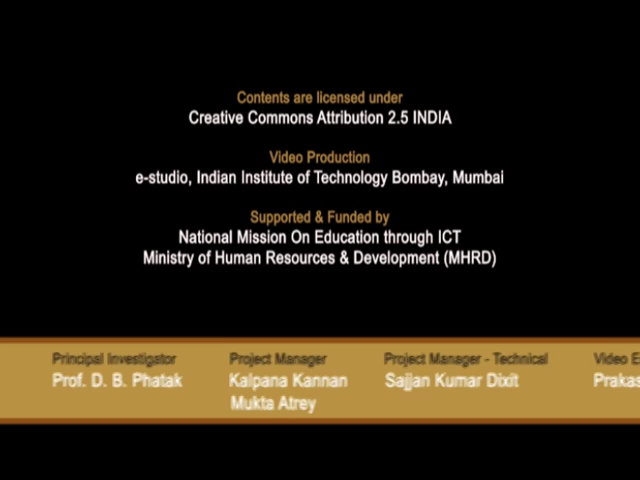 Contents are licensed under
Creative Commons Attribution 2.5 INDIA
Video Production
e-studio, Indian Institute of Technology Bombay, Mumbai
Supported & Funded by
National Mission On Education through ICT
Ministry of Human Resources & Development (MHRD)
Principal Investigator
Prof. D. B. Phatak
Project Manager
Kalpana Kannan
Mukta Atrey
Project Manager - Technical
Sajjan Kumar Dixit
Video E
Prakas